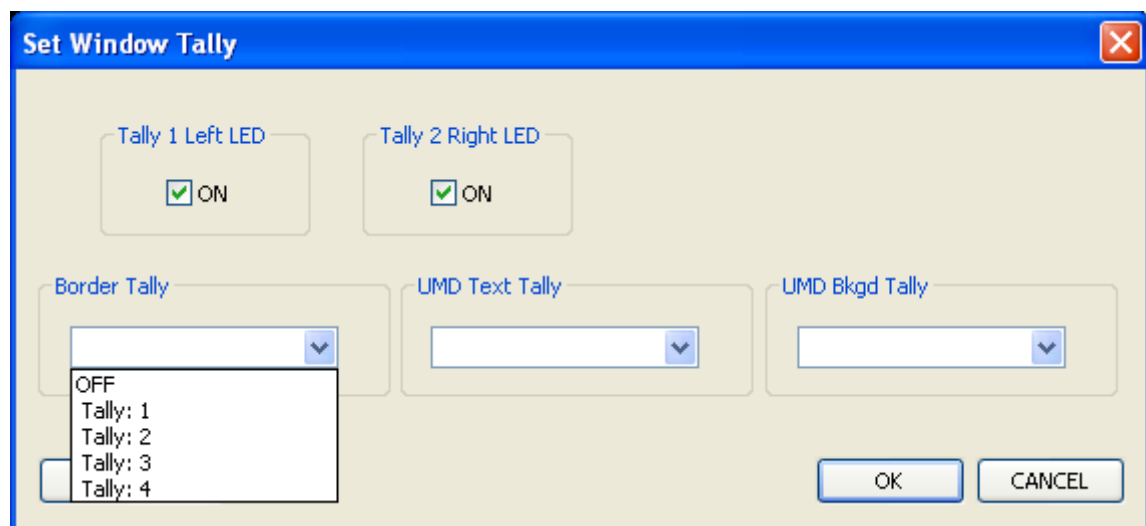 Set Window Tally
Tally 1 Left LED
Tally 2 Right LED
ON
ON
Border Tally
UMD Text Tally
UMD Bkgd Tally
OFF
Tally: 1
Tally: 2
Tally: 3
Tally: 4
OK
CANCEL